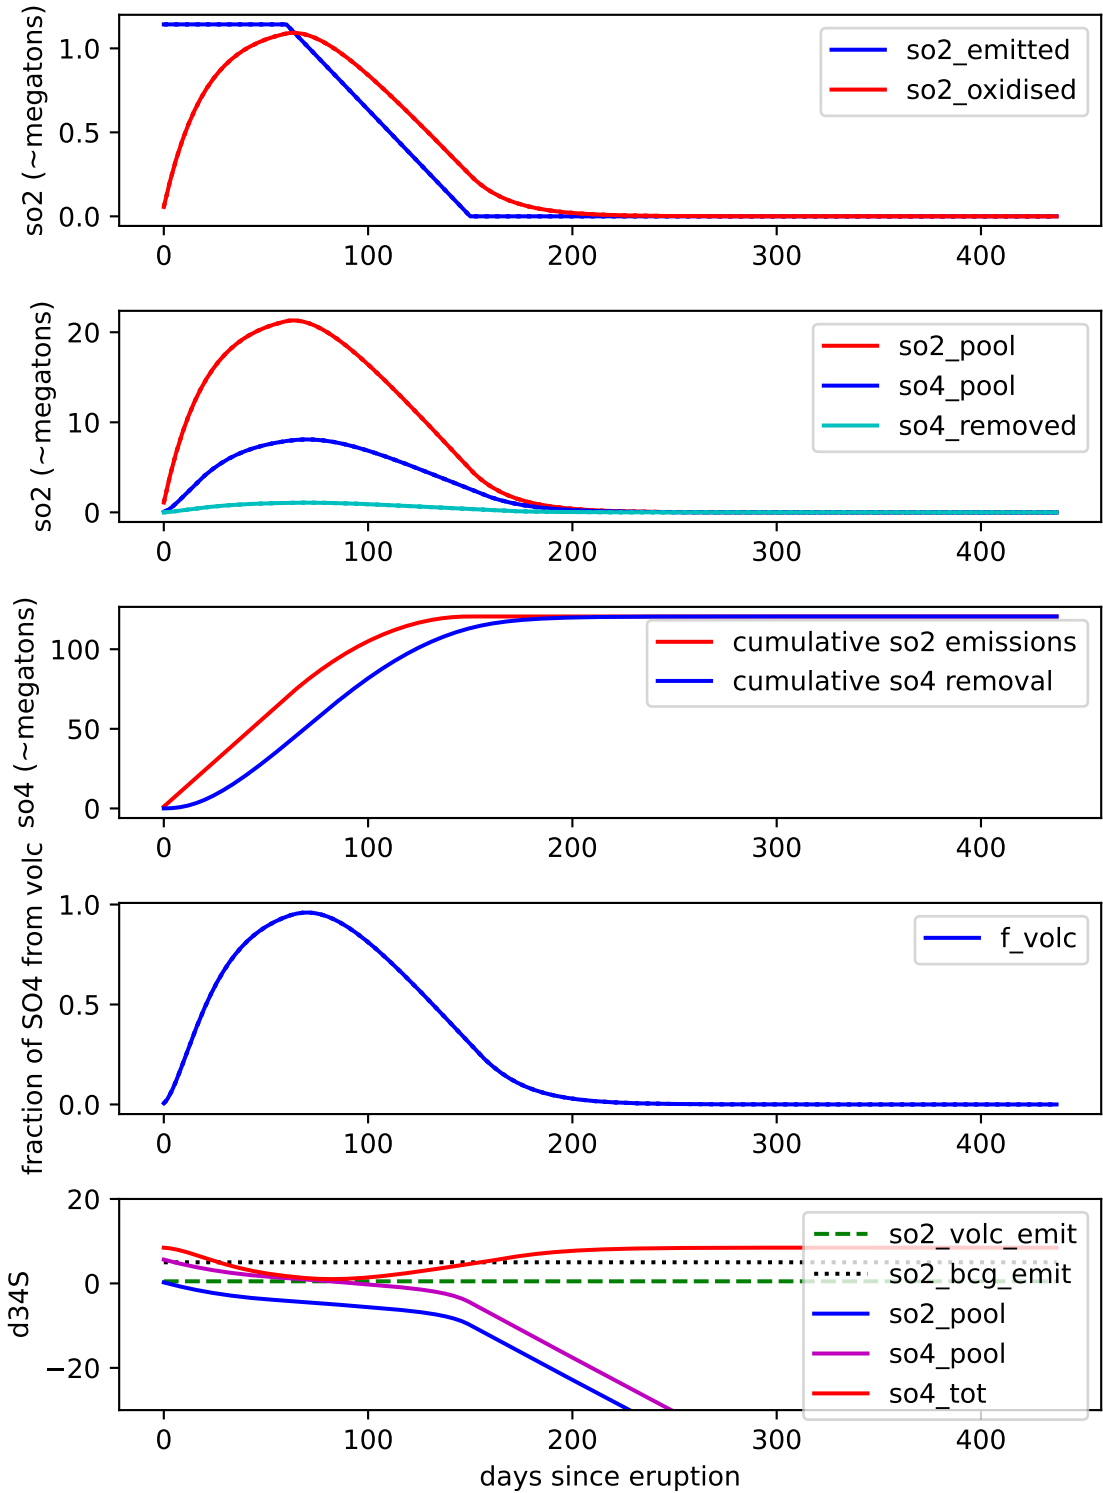 so2 (~megatons)
1.0
0.5
0.0
so2_emitted
so2_oxidised
0 100 200 300 400
so2 (~megatons)
20
10
0
so2_pool
so4_pool
so4_removed
0 100 200 300 400
so4 (~megatons)
100
50
0
cumulative so2 emissions
cumulative so4 removal
0 100 200 300 400
fraction of SO4 from volc
1.0
0.5
0.0
f_volc
0 100 200 300 400
d34S
20
0
−20
so2_volc_emit
so2_bcg_emit
so2_pool
so4_pool
so4_tot
0 100 200 300 400
days since eruption